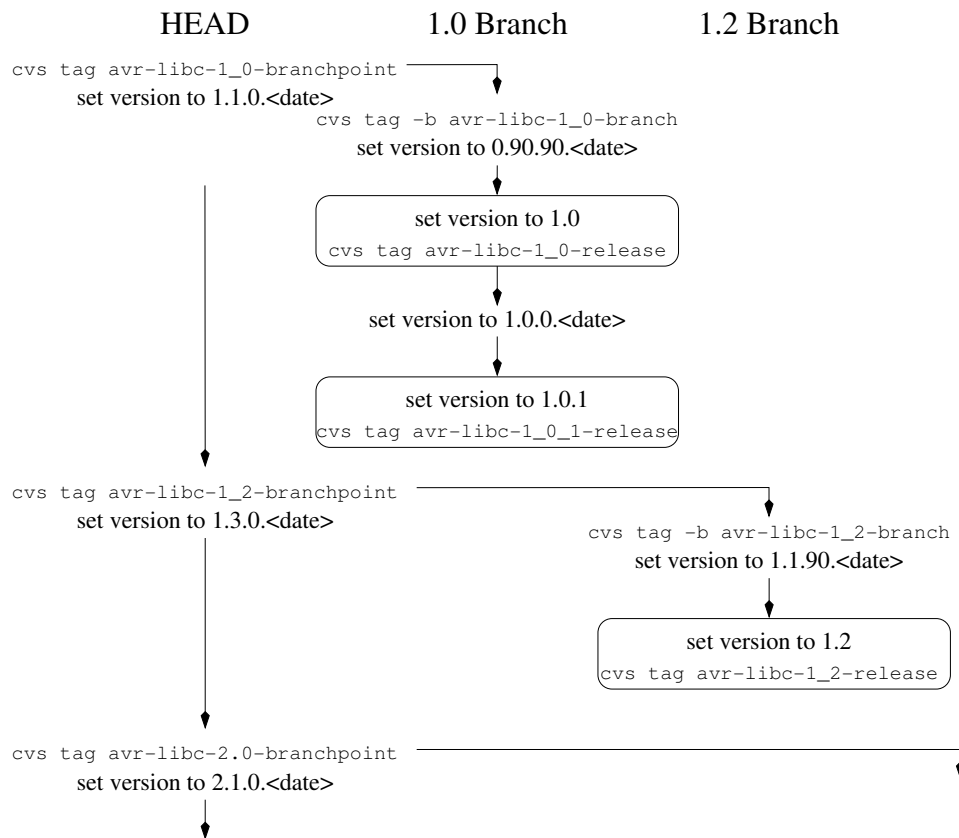 HEAD 1.0 Branch 1.2 Branch
cvs tag avr-libc-1_0-branchpoint
set version to 1.1.0.<date>
cvs tag -b avr-libc-1_0-branch
set version to 0.90.90.<date>
set version to 1.0
cvs tag avr-libc-1_0-release
set version to 1.0.0.<date>
set version to 1.0.1
cvs tag avr-libc-1_0_1-release
cvs tag avr-libc-1_2-branchpoint
set version to 1.3.0.<date>
cvs tag -b avr-libc-1_2-branch
set version to 1.1.90.<date>
set version to 1.2
cvs tag avr-libc-1_2-release
cvs tag avr-libc-2.0-branchpoint
set version to 2.1.0.<date>